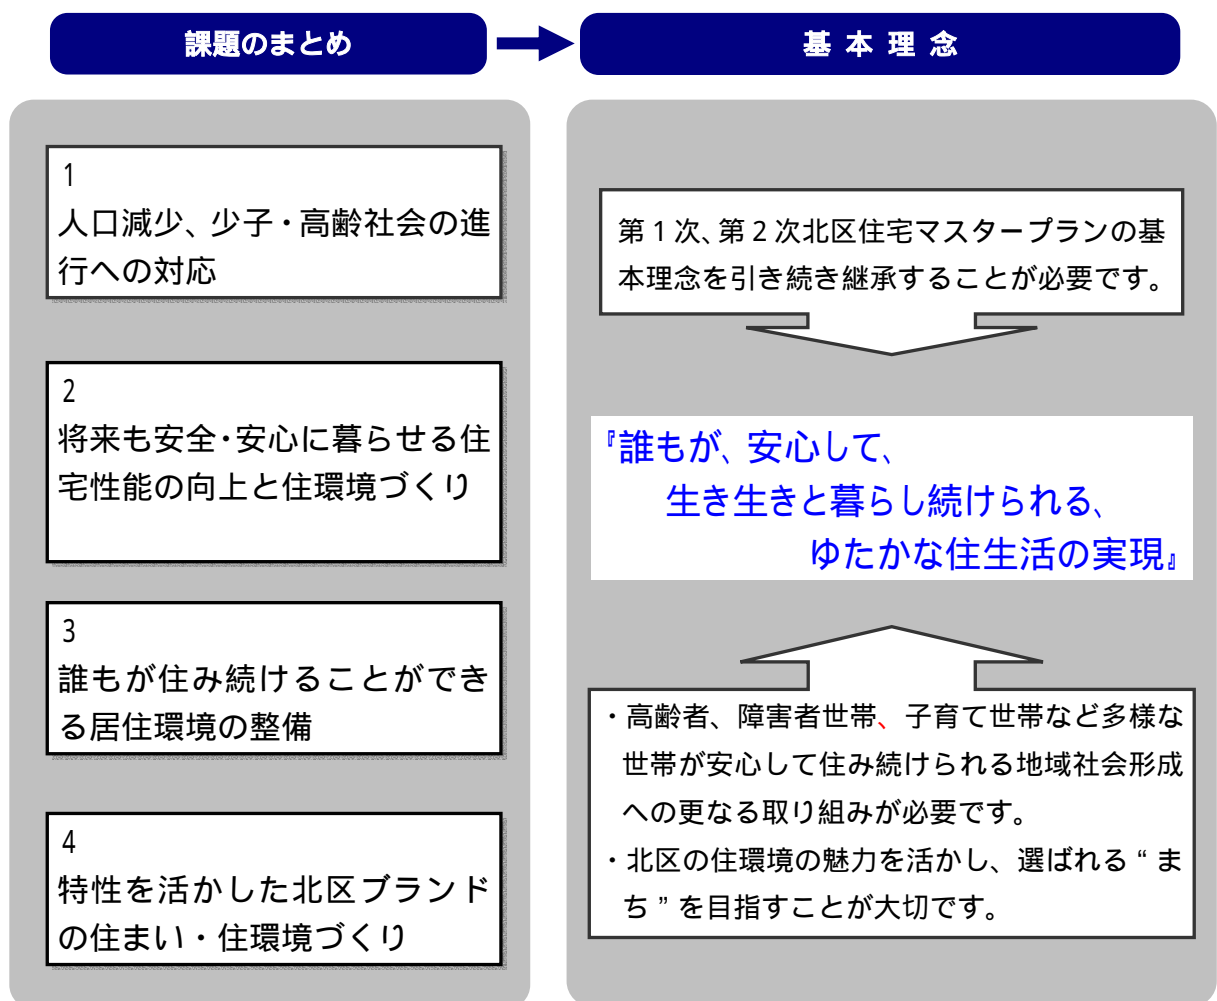 課題のまとめ
基本理念
1
人口減少、少子・高齢社会の進
行への対応
2
将来も安全・安心に暮らせる住
宅性能の向上と住環境づくり
3
誰もが住み続けることができ
る居住環境の整備
4
特性を活かした北区ブランド
の住まい・住環境づくり
第1次、第2次北区住宅マスタープランの基
本理念を引き続き継承することが必要です。
『誰もが、安心して、
生き生きと暮らし続けられる、
ゆたかな住生活の実現』
・高齢者、障害者世帯、子育て世帯など多様な
世帯が安心して住み続けられる地域社会形成
への更なる取り組みが必要です。
・北区の住環境の魅力を活かし、選ばれる“ま
ち”を目指すことが大切です。